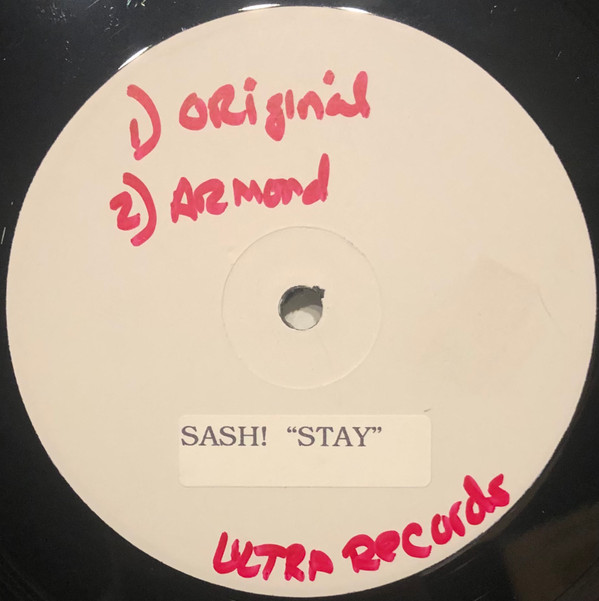 1) ORiginal
2) ARmond
SASH! “STAY”
ULTRA Records